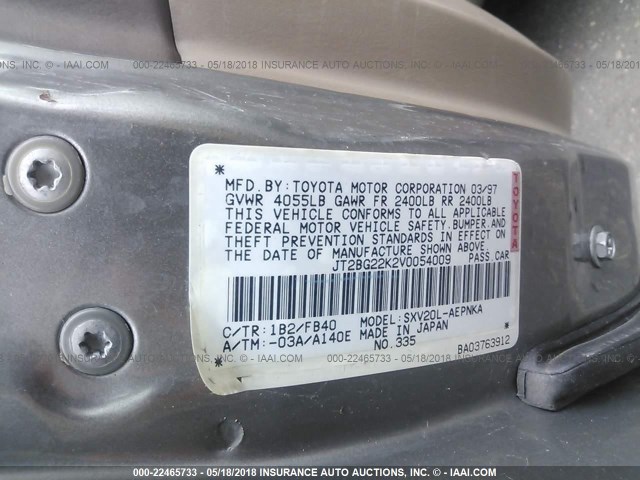 000-22465733 - 05/18/2018 - INSURANCE AUTO AUCTIONS, INC. - WWW.IAAI.COM
MFD. BY: TOYOTA MOTOR CORPORATION 03/97
GVWR 4055LB GAWR FR 2400LB RR 2400LB
THIS VEHICLE CONFORMS TO ALL APPLICABLE
FEDERAL MOTOR VEHICLE SAFETY, BUMPER, AND
THEFT PREVENTION STANDARDS IN EFFECT ON
THE DATE OF MANUFACTURE SHOWN ABOVE.
JT2BG22K2V0054009 PASS. CAR
TOYOTA
C/TR: 1B2/FB40 MODEL: SXV20L-AEPNKA
A/TM: -03A/A140E MADE IN JAPAN
NO. 335 BA03763912
000-22465733 - 05/18/2018 - INSURANCE AUTO AUCTIONS, INC. - WWW.IAAI.COM